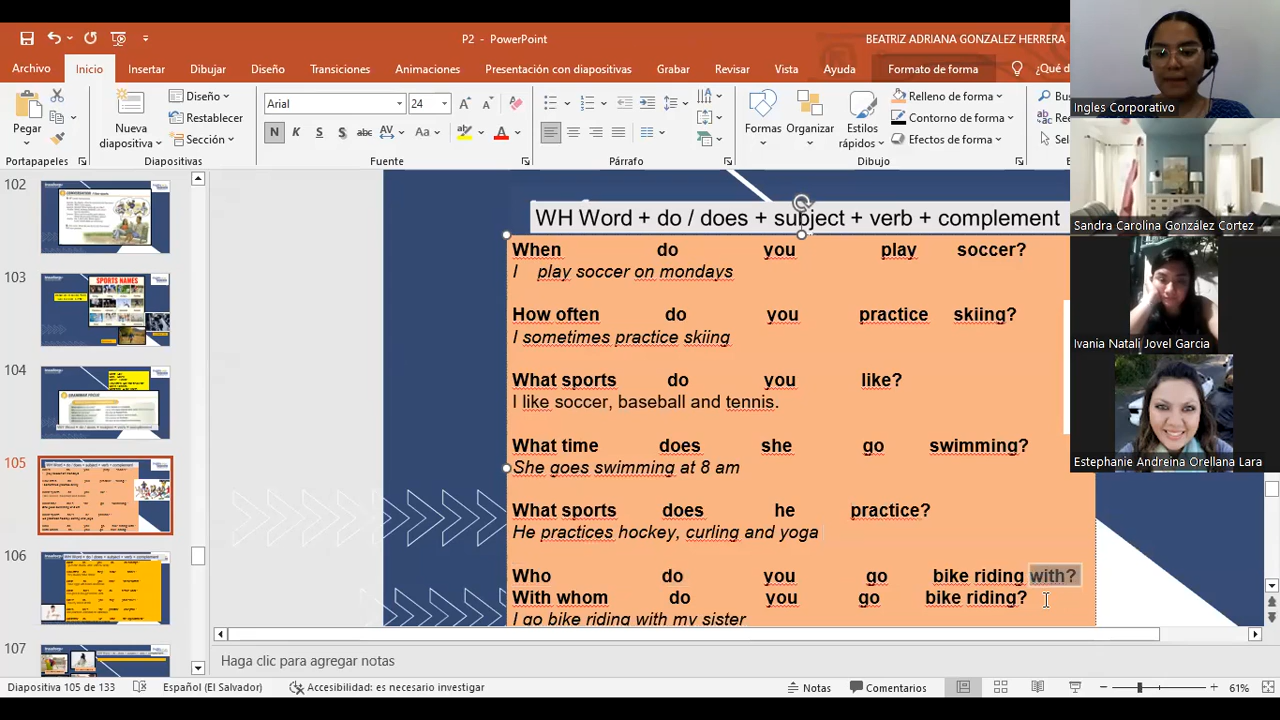 P2 - PowerPoint
BEATRIZ ADRIANA GONZALEZ HERRERA
Archivo Inicio Insertar Dibujar Diseño Transiciones Animaciones Presentación con diapositivas Grabar Revisar Vista Ayuda Formato de forma ¿Qué d
Pegar
Nueva diapositiva
Diseño
Restablecer
Sección
Arial 24
N K S S abc AV Aa A
Formas Organizar Estilos rápidos
Relleno de forma
Contorno de forma
Efectos de forma
Bus
Ree
Sel
Portapapeles Diapositivas Fuente Párrafo Dibujo
102
103
104
105
106
107
WH Word + do / does + subject + verb + complement
When do you play soccer?
I play soccer on mondays
How often do you practice skiing?
I sometimes practice skiing
What sports do you like?
I like soccer, baseball and tennis
What time does she go swimming?
She goes swimming at 8 am
What sports does he practice?
He practices hockey, curling and yoga
Who do you go bike riding with?
With whom do you go bike riding?
I go bike riding with my sister
Haga clic para agregar notas
Diapositiva 105 de 133 Español (El Salvador) Accesibilidad: es necesario investigar Notas Comentarios 61%
Ingles Corporativo
Sandra Carolina González Cortez
Ivania Natali Jovel Garcia
Estephanie Andreina Orellana Lara